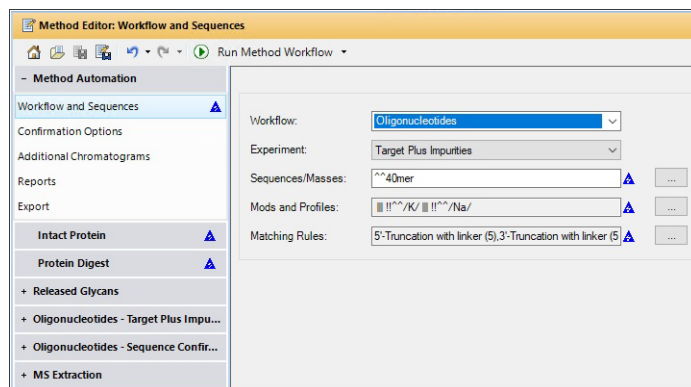 Method Editor: Workflow and Sequences
Run Method Workflow
− Method Automation
Workflow and Sequences
Confirmation Options
Additional Chromatograms
Reports
Export
Intact Protein
Protein Digest
+ Released Glycans
+ Oligonucleotides - Target Plus Impu...
+ Oligonucleotides - Sequence Confir...
+ MS Extraction
Workflow: Oligonucleotides
Experiment: Target Plus Impurities
Sequences/Masses: ^^40mer ...
Mods and Profiles: ||| !!^^/K/ ||| !!^^/Na/ ...
Matching Rules: 5'-Truncation with linker (5),3'-Truncation with linker (5 ...